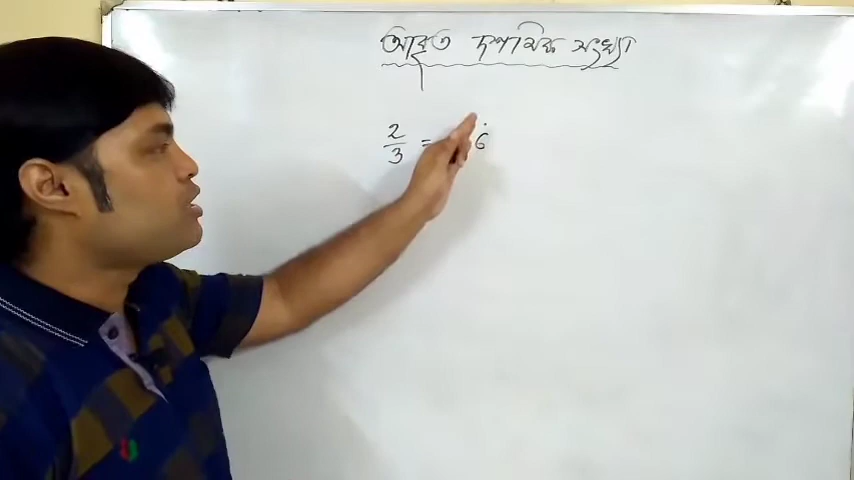 আবৃত দশমিক সংখ্যা
2/3 = 6̇